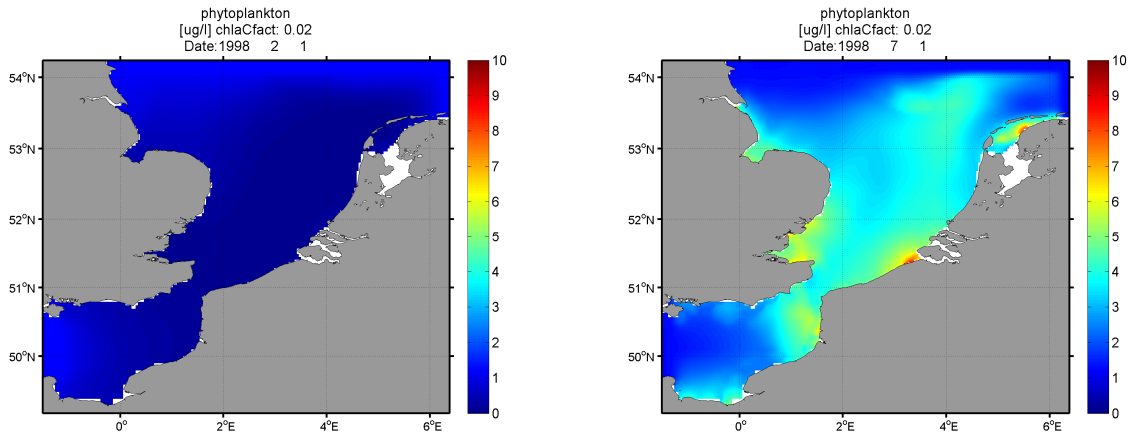 phytoplankton
[ug/l] chlaCfact: 0.02
Date:1998 2 1
54°N
53°N
52°N
51°N
50°N
0°
2°E
4°E
6°E
10
9
8
7
6
5
4
3
2
1
0
phytoplankton
[ug/l] chlaCfact: 0.02
Date:1998 7 1
54°N
53°N
52°N
51°N
50°N
0°
2°E
4°E
6°E
10
9
8
7
6
5
4
3
2
1
0